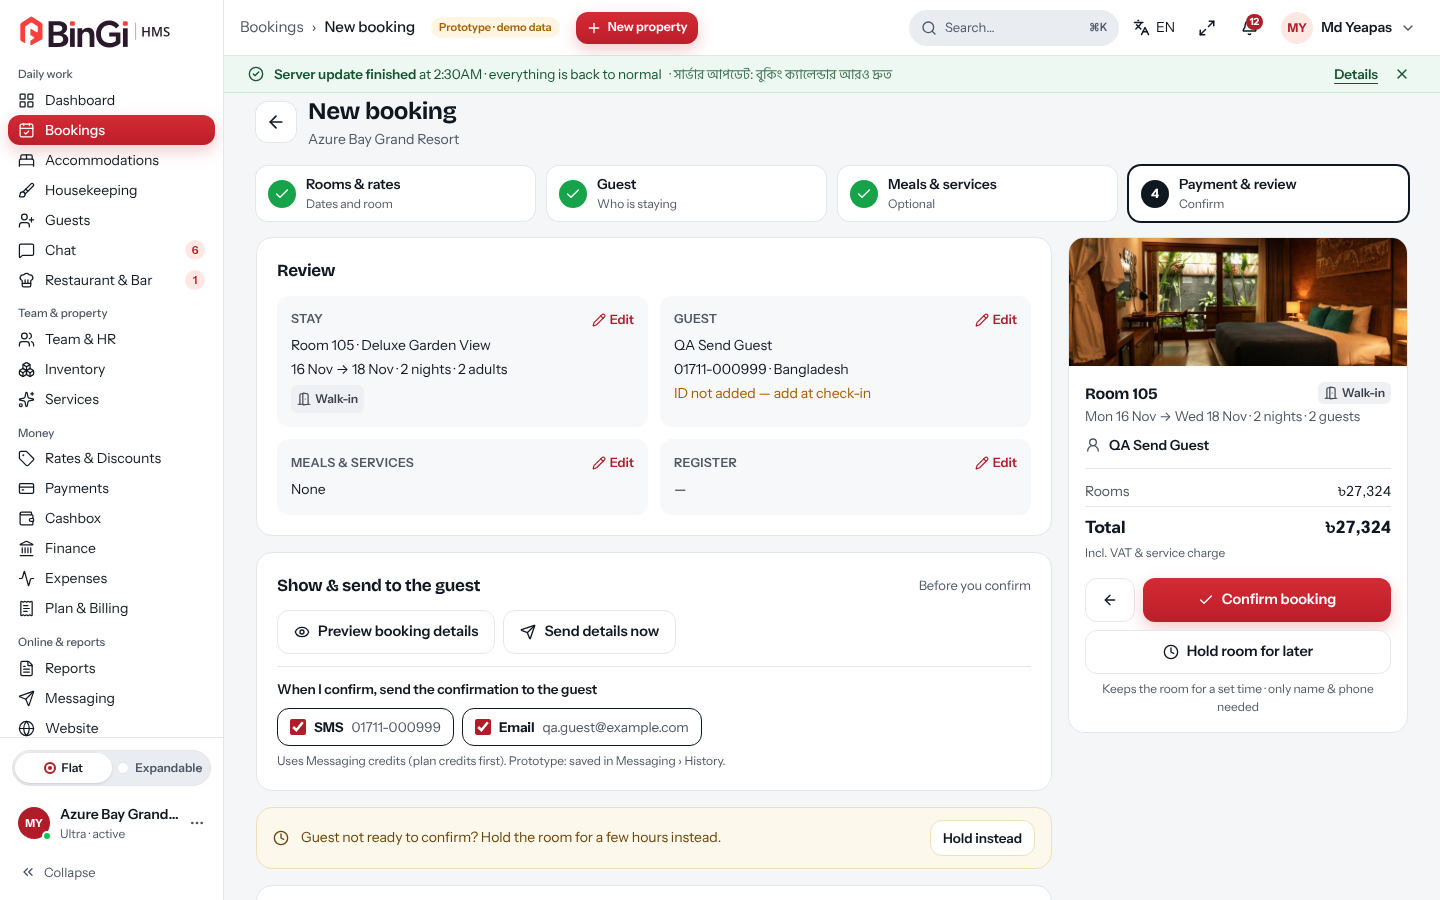 BinGi HMS
Bookings › New booking
Prototype · demo data
New property
Search... ⌘K
EN
12
MY Md Yeapas
Server update finished at 2:30AM · everything is back to normal · সার্ভার আপডেট: বুকিং ক্যালেন্ডার আরও দ্রুত
Details
Daily work
Dashboard
Bookings
Accommodations
Housekeeping
Guests
Chat 6
Restaurant & Bar 1
Team & property
Team & HR
Inventory
Services
Money
Rates & Discounts
Payments
Cashbox
Finance
Expenses
Plan & Billing
Online & reports
Reports
Messaging
Website
Flat Expandable
MY Azure Bay Grand...
Ultra · active
Collapse
New booking
Azure Bay Grand Resort
Rooms & rates
Dates and room
Guest
Who is staying
Meals & services
Optional
4 Payment & review
Confirm
Review
STAY Edit
Room 105 · Deluxe Garden View
16 Nov → 18 Nov · 2 nights · 2 adults
Walk-in
GUEST Edit
QA Send Guest
01711-000999 · Bangladesh
ID not added — add at check-in
MEALS & SERVICES Edit
None
REGISTER Edit
—
Show & send to the guest Before you confirm
Preview booking details Send details now
When I confirm, send the confirmation to the guest
SMS 01711-000999 Email qa.guest@example.com
Uses Messaging credits (plan credits first). Prototype: saved in Messaging › History.
Guest not ready to confirm? Hold the room for a few hours instead. Hold instead
Room 105 Walk-in
Mon 16 Nov → Wed 18 Nov · 2 nights · 2 guests
QA Send Guest
Rooms ৳27,324
Total ৳27,324
Incl. VAT & service charge
Confirm booking
Hold room for later
Keeps the room for a set time · only name & phone
needed